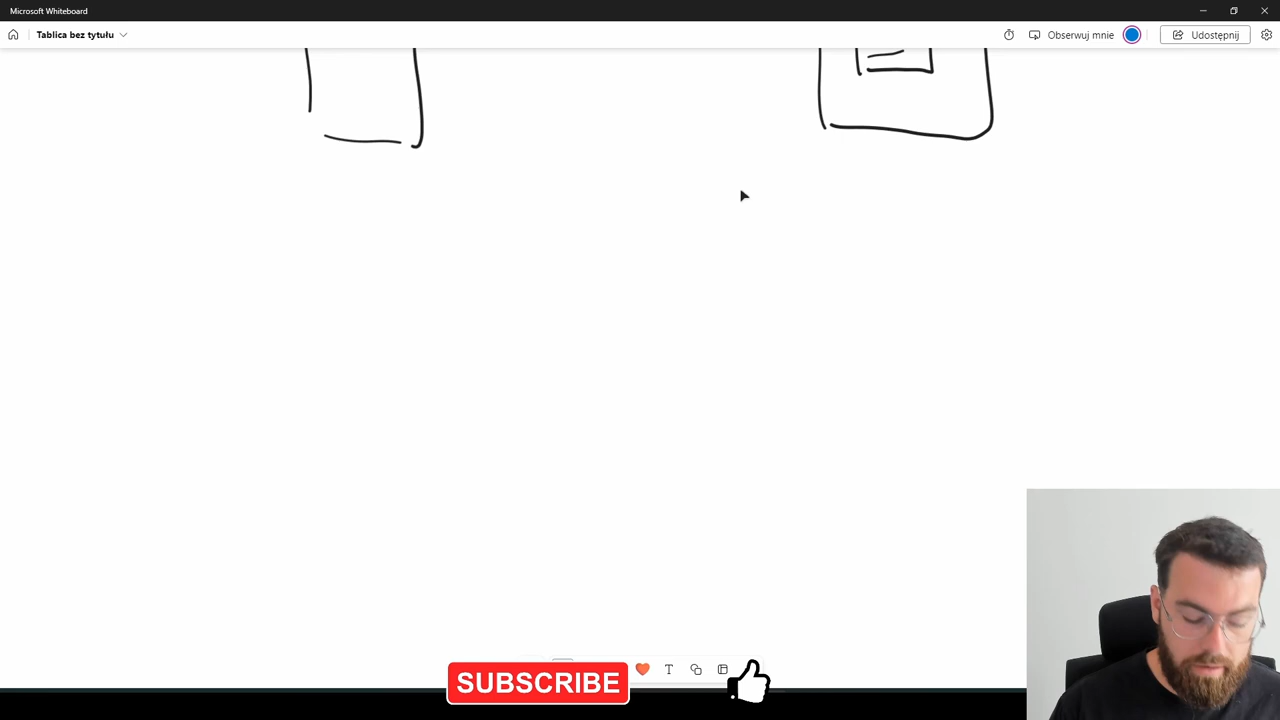 Microsoft Whiteboard
Tablica bez tytułu
Obserwuj mnie
Udostępnij
T
SUBSCRIBE